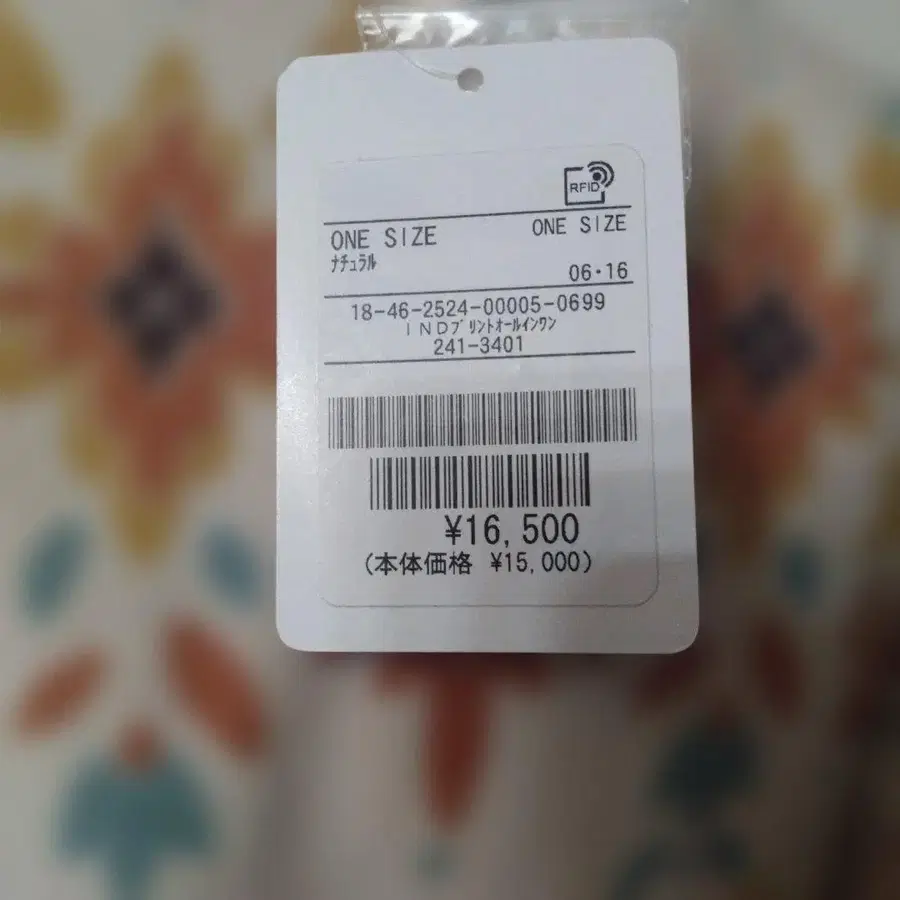 RFID
ONE SIZE ONE SIZE
ﾅﾁｭﾗﾙ
06・16
18-46-2524-00005-0699
ＩＮＤﾌﾟﾘﾝﾄｵｰﾙｲﾝﾜﾝ
241-3401
¥16,500
(本体価格 ¥15,000)